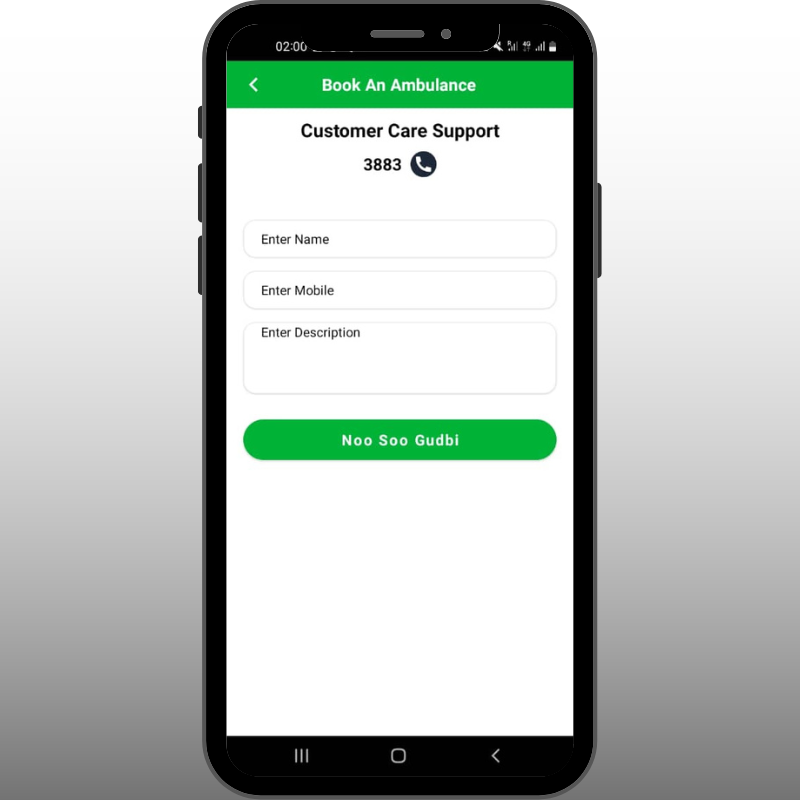 02:00
Book An Ambulance
Customer Care Support
3883
Enter Name
Enter Mobile
Enter Description
Noo Soo Gudbi